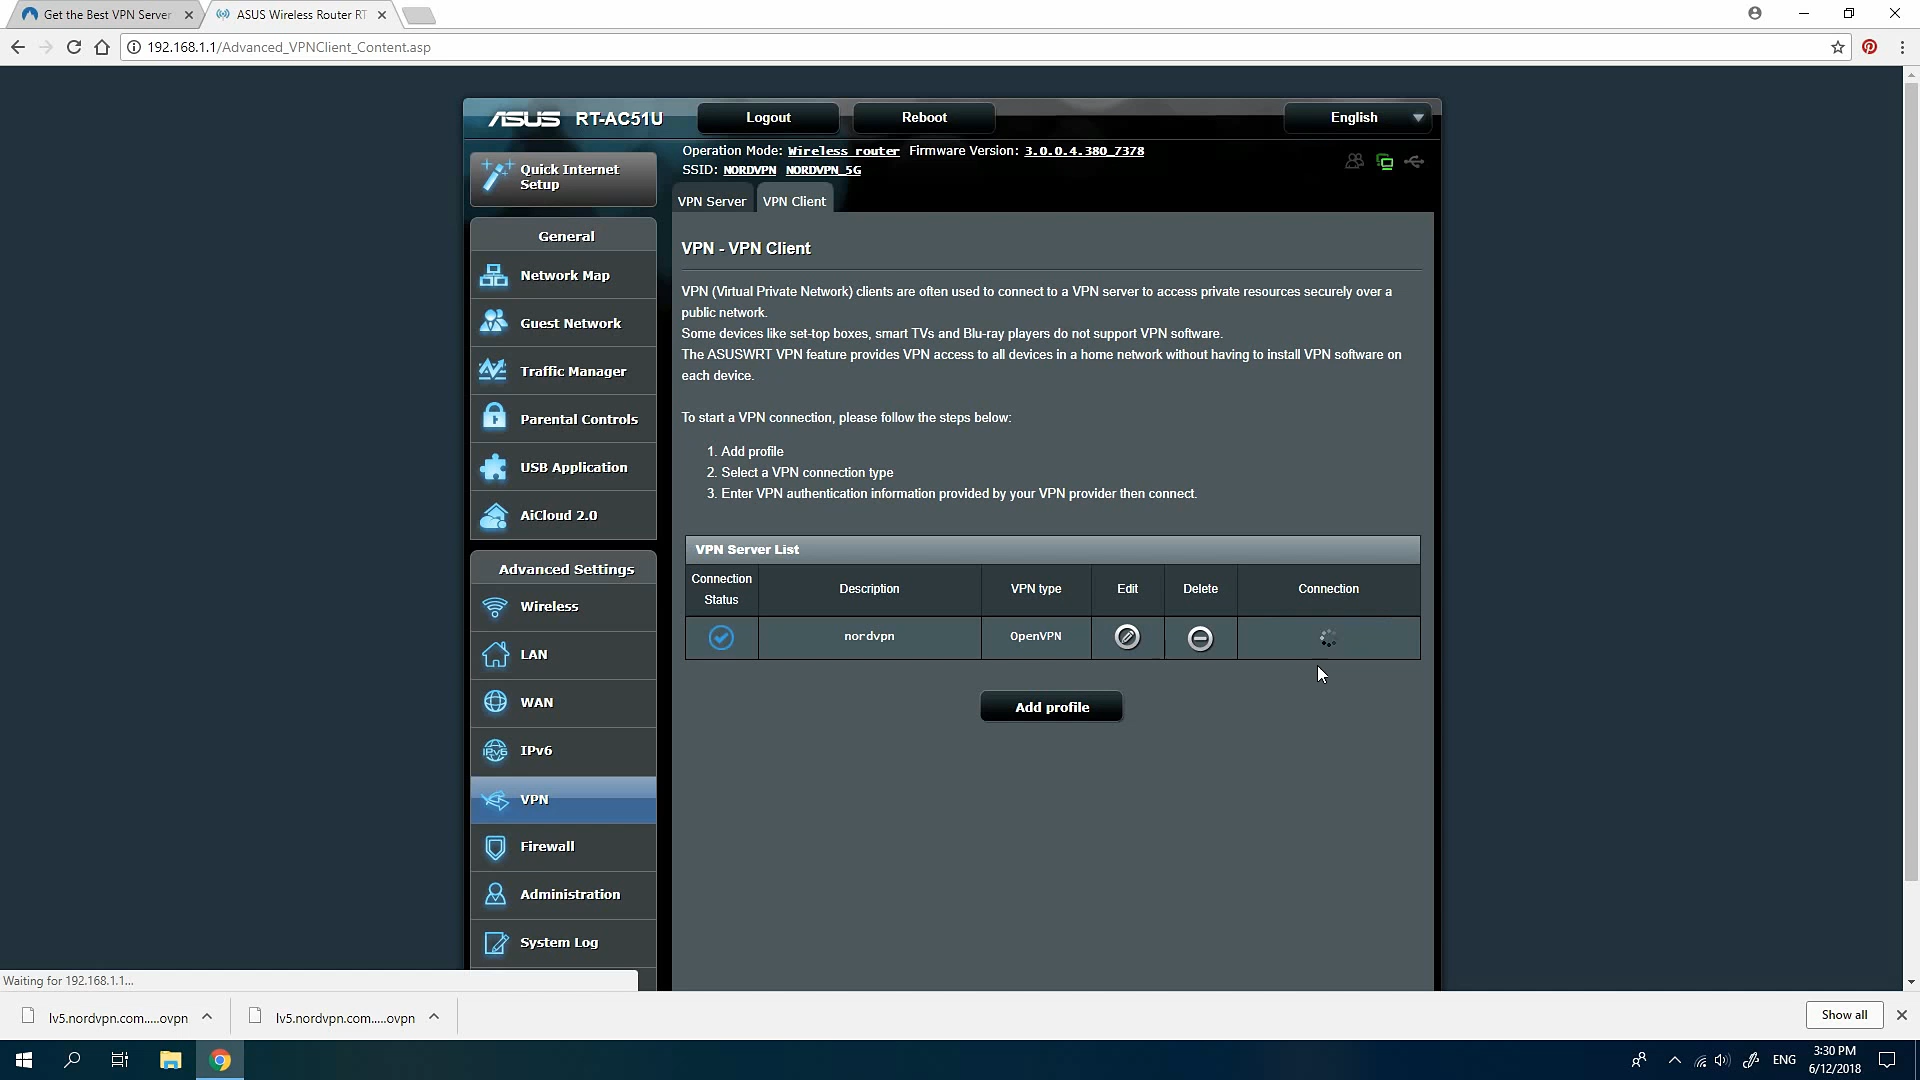 Get the Best VPN Server
ASUS Wireless Router RT
192.168.1.1/Advanced_VPNClient_Content.asp
ASUS RT-AC51U
Logout
Reboot
English
Operation Mode: Wireless router Firmware Version: 3.0.0.4.380_7378
SSID: NORDVPN NORDVPN_5G
Quick Internet
Setup
General
Network Map
Guest Network
Traffic Manager
Parental Controls
USB Application
AiCloud 2.0
Advanced Settings
Wireless
LAN
WAN
IPv6
IPv6
VPN
Firewall
Administration
System Log
VPN Server
VPN Client
VPN - VPN Client
VPN (Virtual Private Network) clients are often used to connect to a VPN server to access private resources securely over a
public network.
Some devices like set-top boxes, smart TVs and Blu-ray players do not support VPN software.
The ASUSWRT VPN feature provides VPN access to all devices in a home network without having to install VPN software on
each device.
To start a VPN connection, please follow the steps below:
1. Add profile
2. Select a VPN connection type
3. Enter VPN authentication information provided by your VPN provider then connect.
VPN Server List
Connection
Status
Description
VPN type
Edit
Delete
Connection
nordvpn
OpenVPN
Add profile
Waiting for 192.168.1.1...
lv5.nordvpn.com.....ovpn
lv5.nordvpn.com.....ovpn
Show all
ENG
3:30 PM
6/12/2018